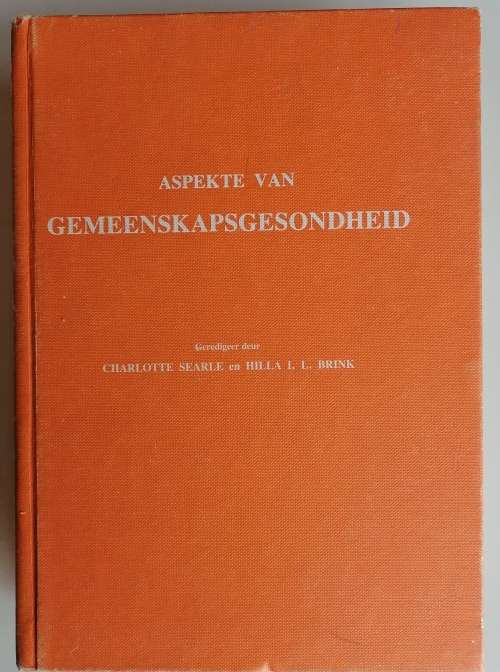 ASPEKTE VAN
GEMEENSKAPSGESONDHEID
Geredigeer deur
CHARLOTTE SEARLE en HILLA I. L. BRINK